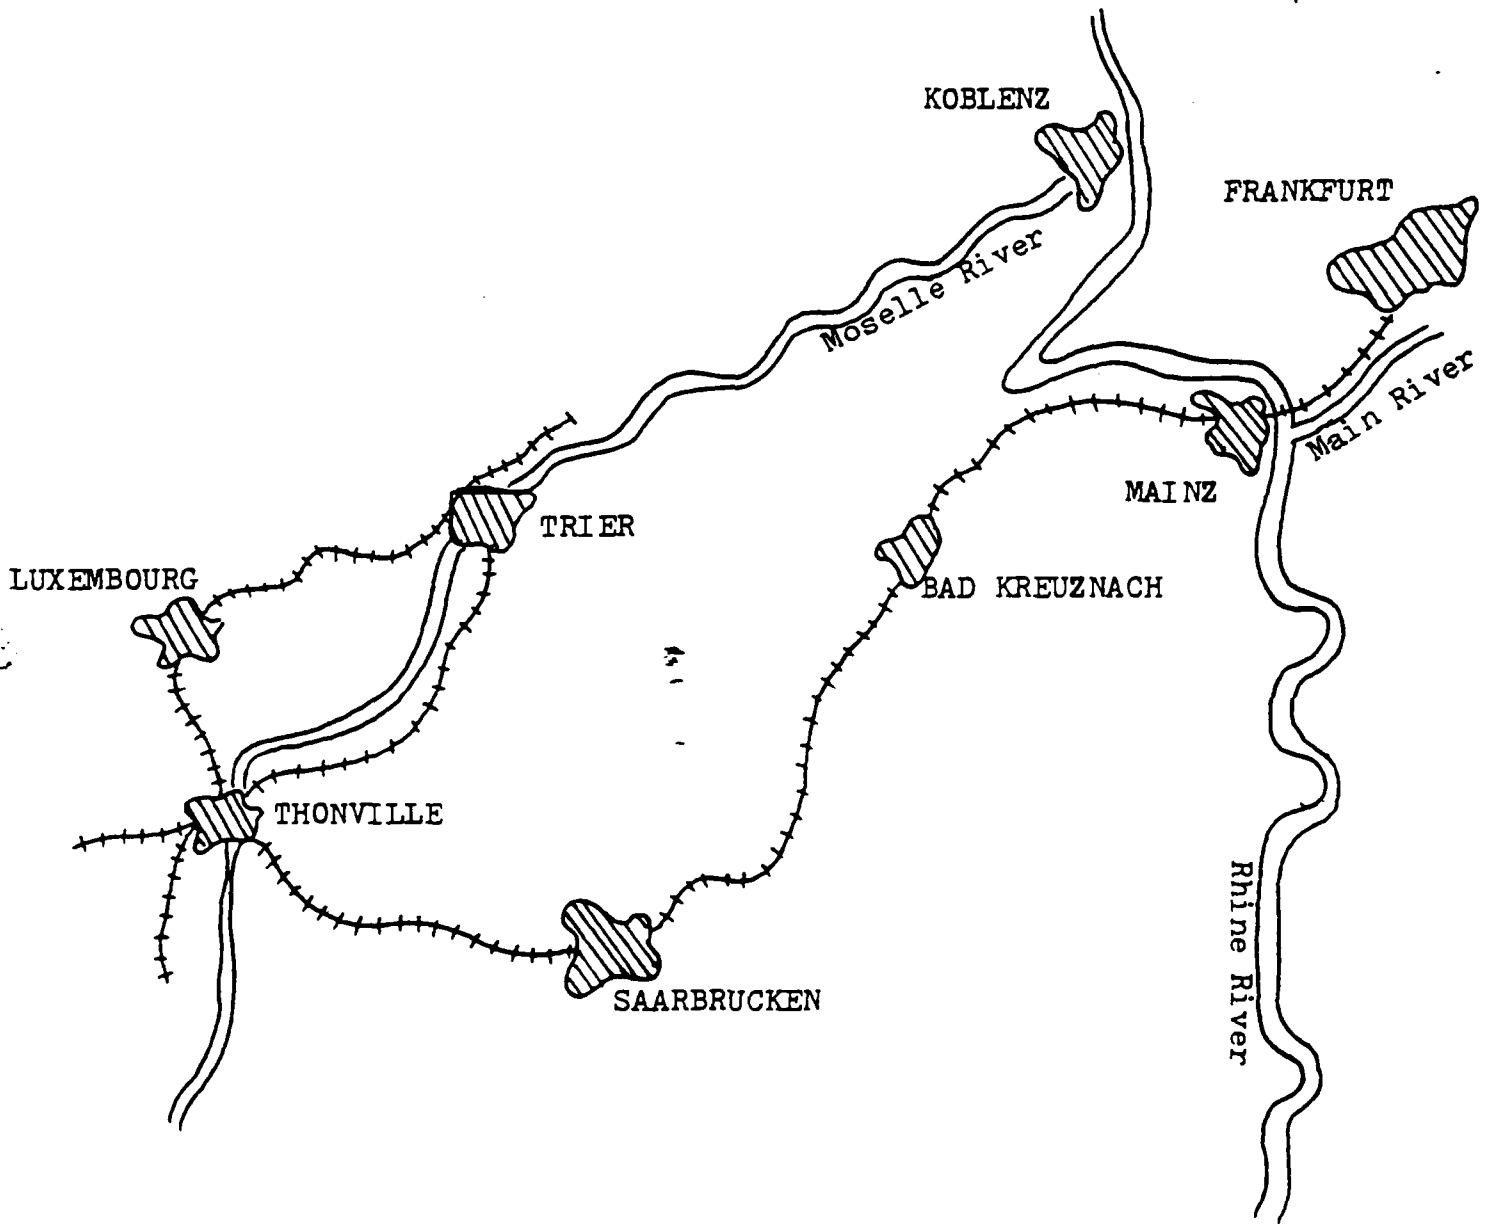 KOBLENZ
FRANKFURT
Moselle River
Main River
MAINZ
TRIER
LUXEMBOURG
BAD KREUZNACH
THONVILLE
Rhine River
SAARBRUCKEN